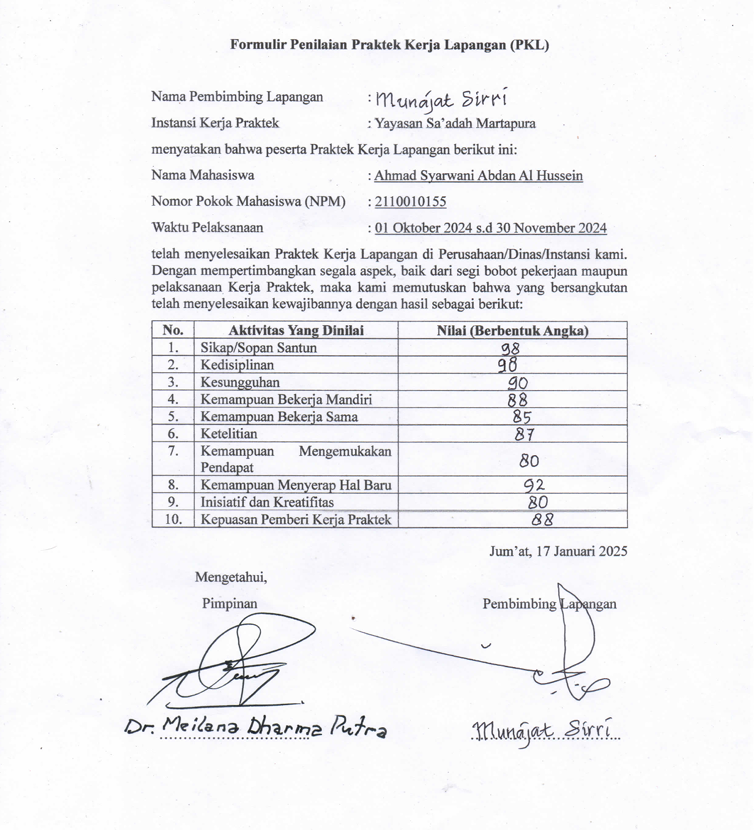 Formulir Penilaian Praktek Kerja Lapangan (PKL)
Nama Pembimbing Lapangan : Munajat Sirri
Instansi Kerja Praktek : Yayasan Sa'adah Martapura
menyatakan bahwa peserta Praktek Kerja Lapangan berikut ini:
Nama Mahasiswa : Ahmad Syarwani Abdan Al Hussein
Nomor Pokok Mahasiswa (NPM) : 2110010155
Waktu Pelaksanaan : 01 Oktober 2024 s.d 30 November 2024
telah menyelesaikan Praktek Kerja Lapangan di Perusahaan/Dinas/Instansi kami.
Dengan mempertimbangkan segala aspek, baik dari segi bobot pekerjaan maupun
pelaksanaan Kerja Praktek, maka kami memutuskan bahwa yang bersangkutan
telah menyelesaikan kewajibannya dengan hasil sebagai berikut:
No. Aktivitas Yang Dinilai Nilai (Berbentuk Angka)
1. Sikap/Sopan Santun 98
2. Kedisiplinan 98
3. Kesungguhan 90
4. Kemampuan Bekerja Mandiri 88
5. Kemampuan Bekerja Sama 85
6. Ketelitian 87
7. Kemampuan Mengemukakan
Pendapat 80
8. Kemampuan Menyerap Hal Baru 92
9. Inisiatif dan Kreatifitas 80
10. Kepuasan Pemberi Kerja Praktek 88
Jum'at, 17 Januari 2025
Mengetahui,
Pimpinan Pembimbing Lapangan
Dr. Meilana Dharma Putra Munajat Sirri